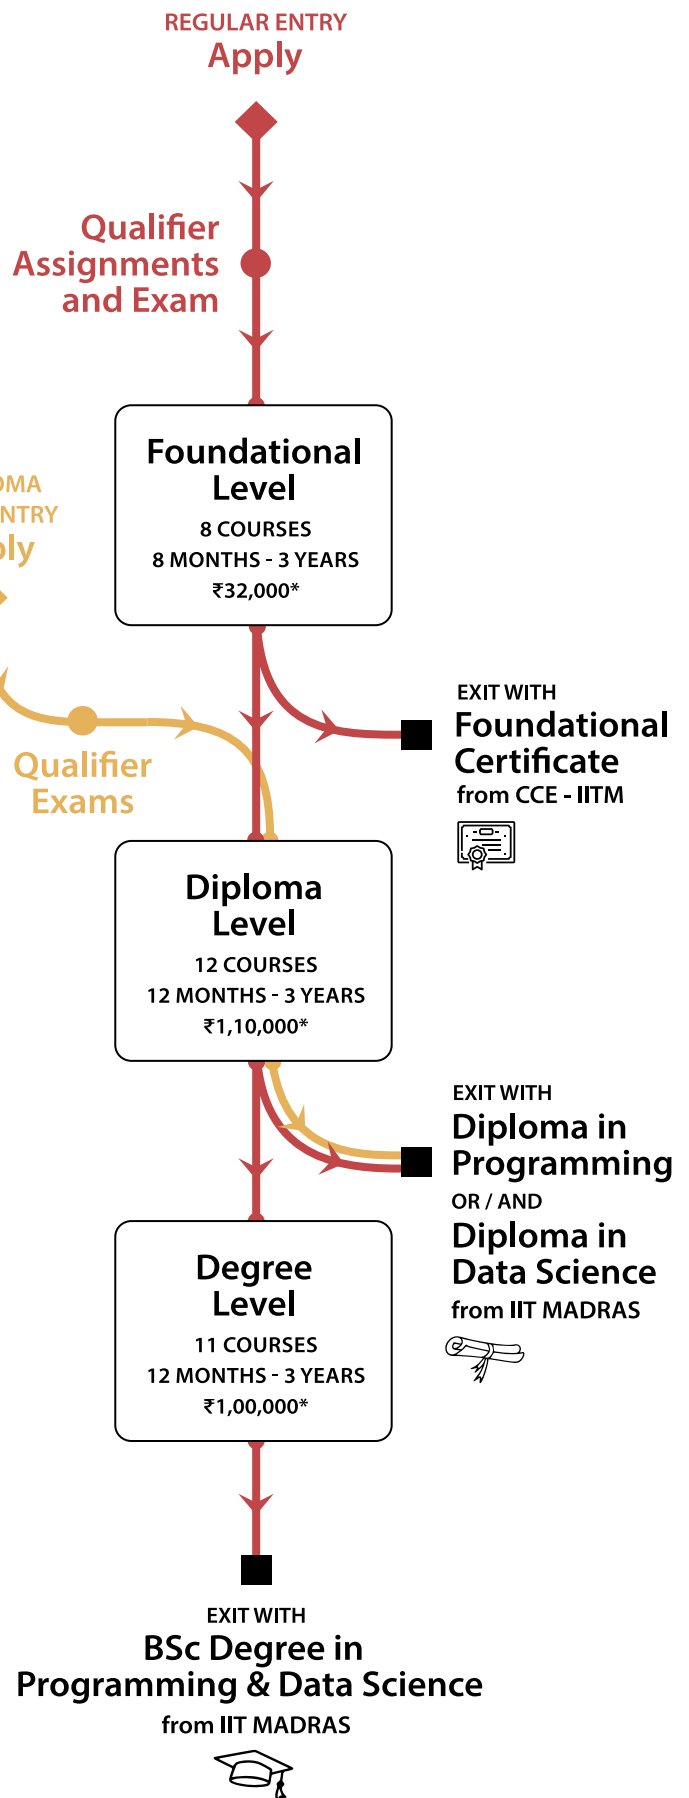 REGULAR ENTRY
Apply
Qualifier
Assignments
and Exam
Foundational
Level
8 COURSES
8 MONTHS - 3 YEARS
₹32,000*
EXIT WITH
Foundational
Certificate
from CCE - IITM
Qualifier
Exams
Diploma
Level
12 COURSES
12 MONTHS - 3 YEARS
₹1,10,000*
EXIT WITH
Diploma in
Programming
OR / AND
Diploma in
Data Science
from IIT MADRAS
Degree
Level
11 COURSES
12 MONTHS - 3 YEARS
₹1,00,000*
EXIT WITH
BSc Degree in
Programming & Data Science
from IIT MADRAS